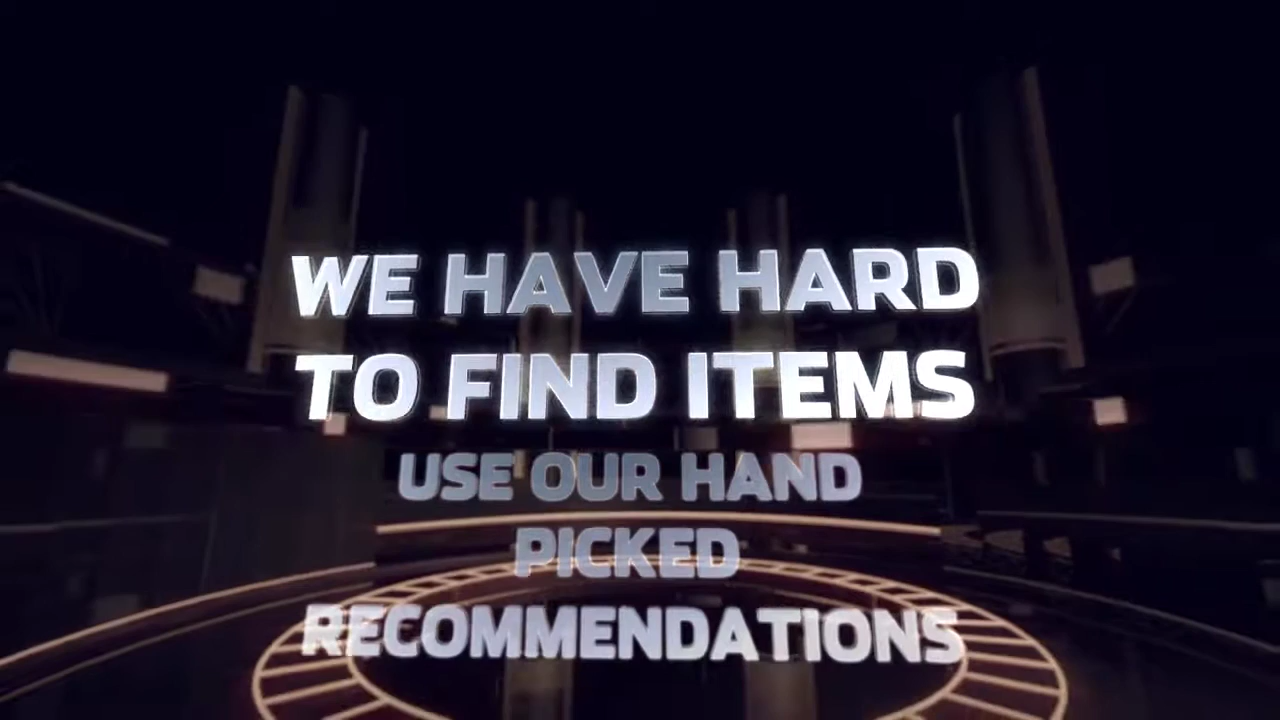 WE HAVE HARD
TO FIND ITEMS
USE OUR HAND
PICKED
RECOMMENDATIONS